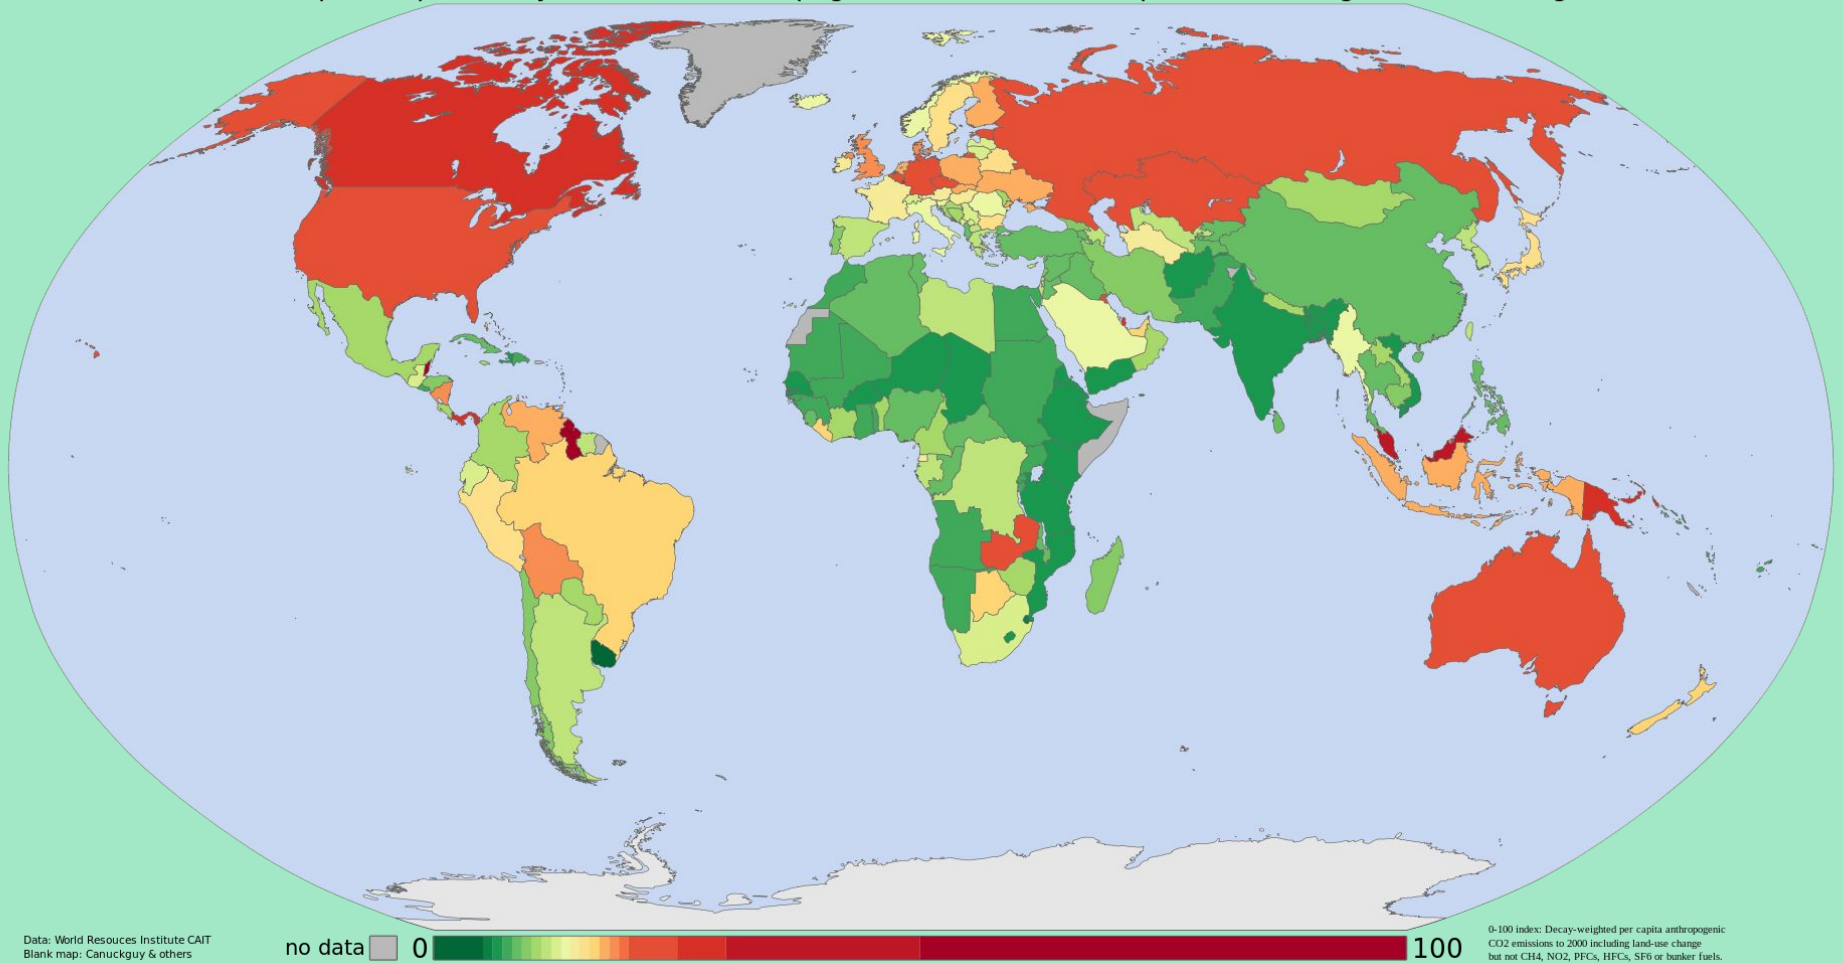 Data: World Resouces Institute CAIT
Blank map: Canuckguy & others
no data
0
100
0-100 index: Decay-weighted per capita anthropogenic
CO2 emissions to 2000 including land-use change
but not CH4, NO2, PFCs, HFCs, SF6 or bunker fuels.